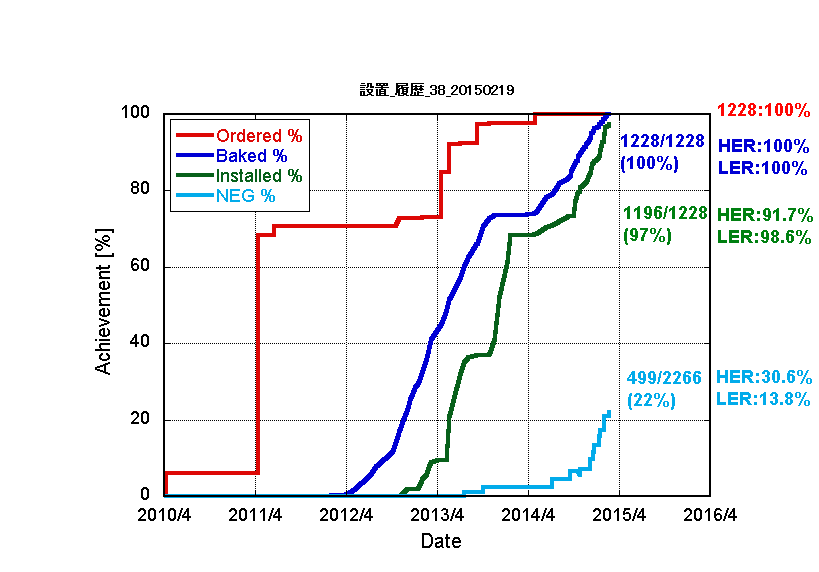 設置_履歴_38_20150219
100
80
60
40
20
0
Achievement [%]
Ordered %
Baked %
Installed %
NEG %
1228:100%
1228/1228
(100%)
HER:100%
LER:100%
1196/1228
(97%)
HER:91.7%
LER:98.6%
499/2266
(22%)
HER:30.6%
LER:13.8%
2010/4 2011/4 2012/4 2013/4 2014/4 2015/4 2016/4
Date